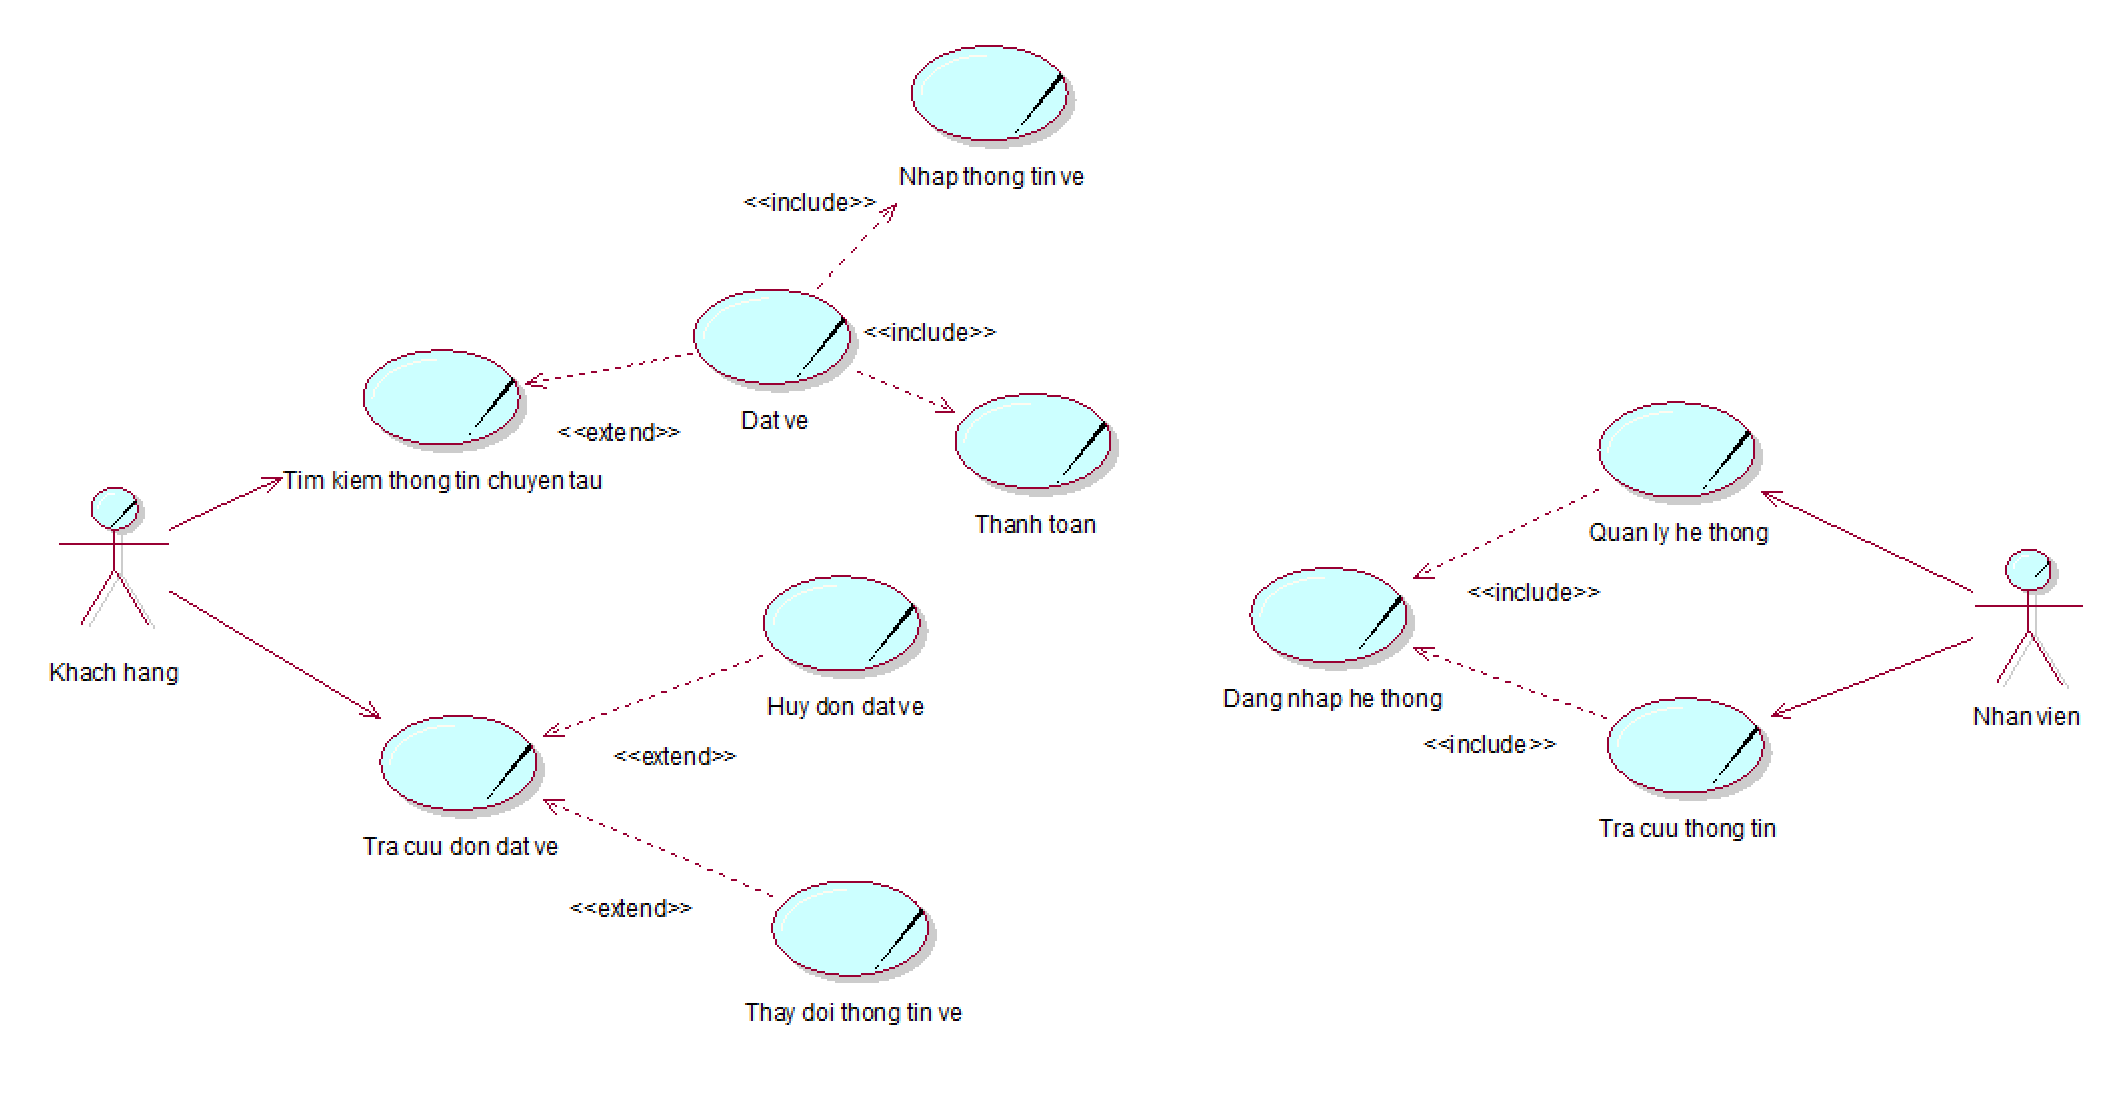 Nhap thong tin ve
<<include>>
<<include>>
Dat ve
<<extend>>
Tim kiem thong tin chuyen tau
Thanh toan
Khach hang
Huy don dat ve
<<extend>>
Tra cuu don dat ve
<<extend>>
Thay doi thong tin ve
Quan ly he thong
<<include>>
Dang nhap he thong
Nhan vien
<<include>>
Tra cuu thong tin